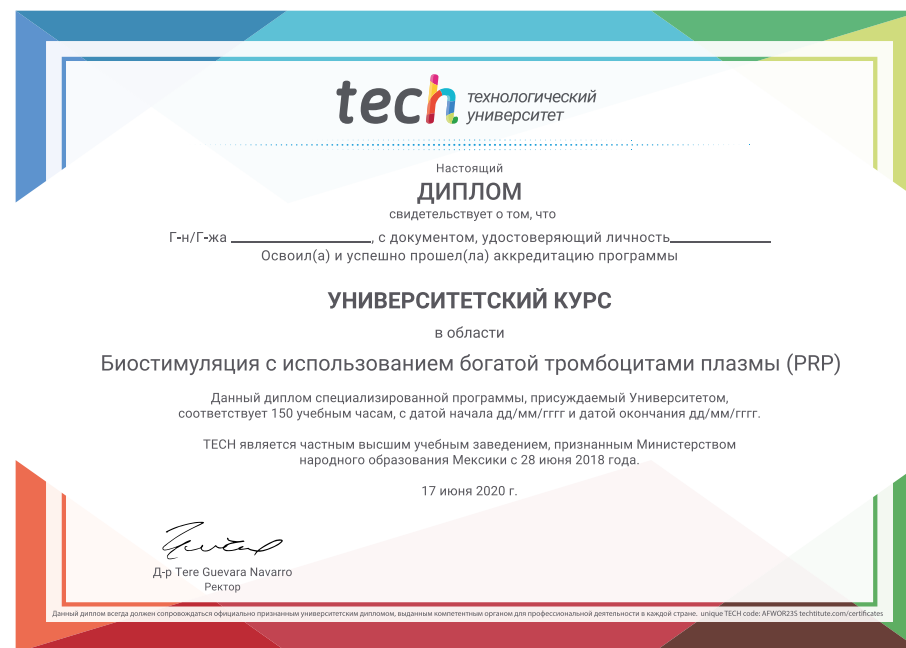 tech технологический
университет
Настоящий
ДИПЛОМ
свидетельствует о том, что
Г-н/Г-жа ____________________, с документом, удостоверяющий личность______________
Освоил(а) и успешно прошел(ла) аккредитацию программы
УНИВЕРСИТЕТСКИЙ КУРС
в области
Биостимуляция с использованием богатой тромбоцитами плазмы (PRP)
Данный диплом специализированной программы, присуждаемый Университетом,
соответствует 150 учебным часам, с датой начала дд/мм/гггг и датой окончания дд/мм/гггг.
TECH является частным высшим учебным заведением, признанным Министерством
народного образования Мексики с 28 июня 2018 года.
17 июня 2020 г.
Д-р Tere Guevara Navarro
Ректор
Данный диплом всегда должен сопровождаться официально признанным университетским дипломом, выданным компетентным органом для профессиональной деятельности в каждой стране. unique TECH code: AFWOR23S techtitute.com/certificates